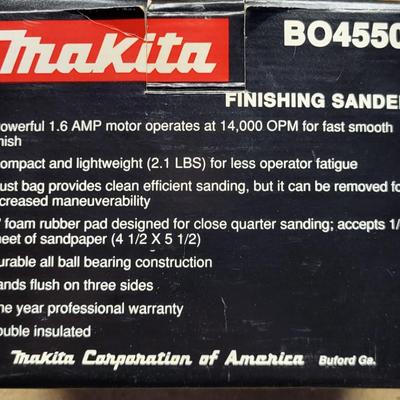 Makita
BO4550
FINISHING SANDE
owerful 1.6 AMP motor operates at 14,000 OPM for fast smooth
nish
ompact and lightweight (2.1 LBS) for less operator fatigue
ust bag provides clean efficient sanding, but it can be removed fo
creased maneuverability
" foam rubber pad designed for close quarter sanding; accepts 1/
heet of sandpaper (4 1/2 X 5 1/2)
urable all ball bearing construction
ands flush on three sides
ne year professional warranty
ouble insulated
Makita Corporation of America Buford Ga.